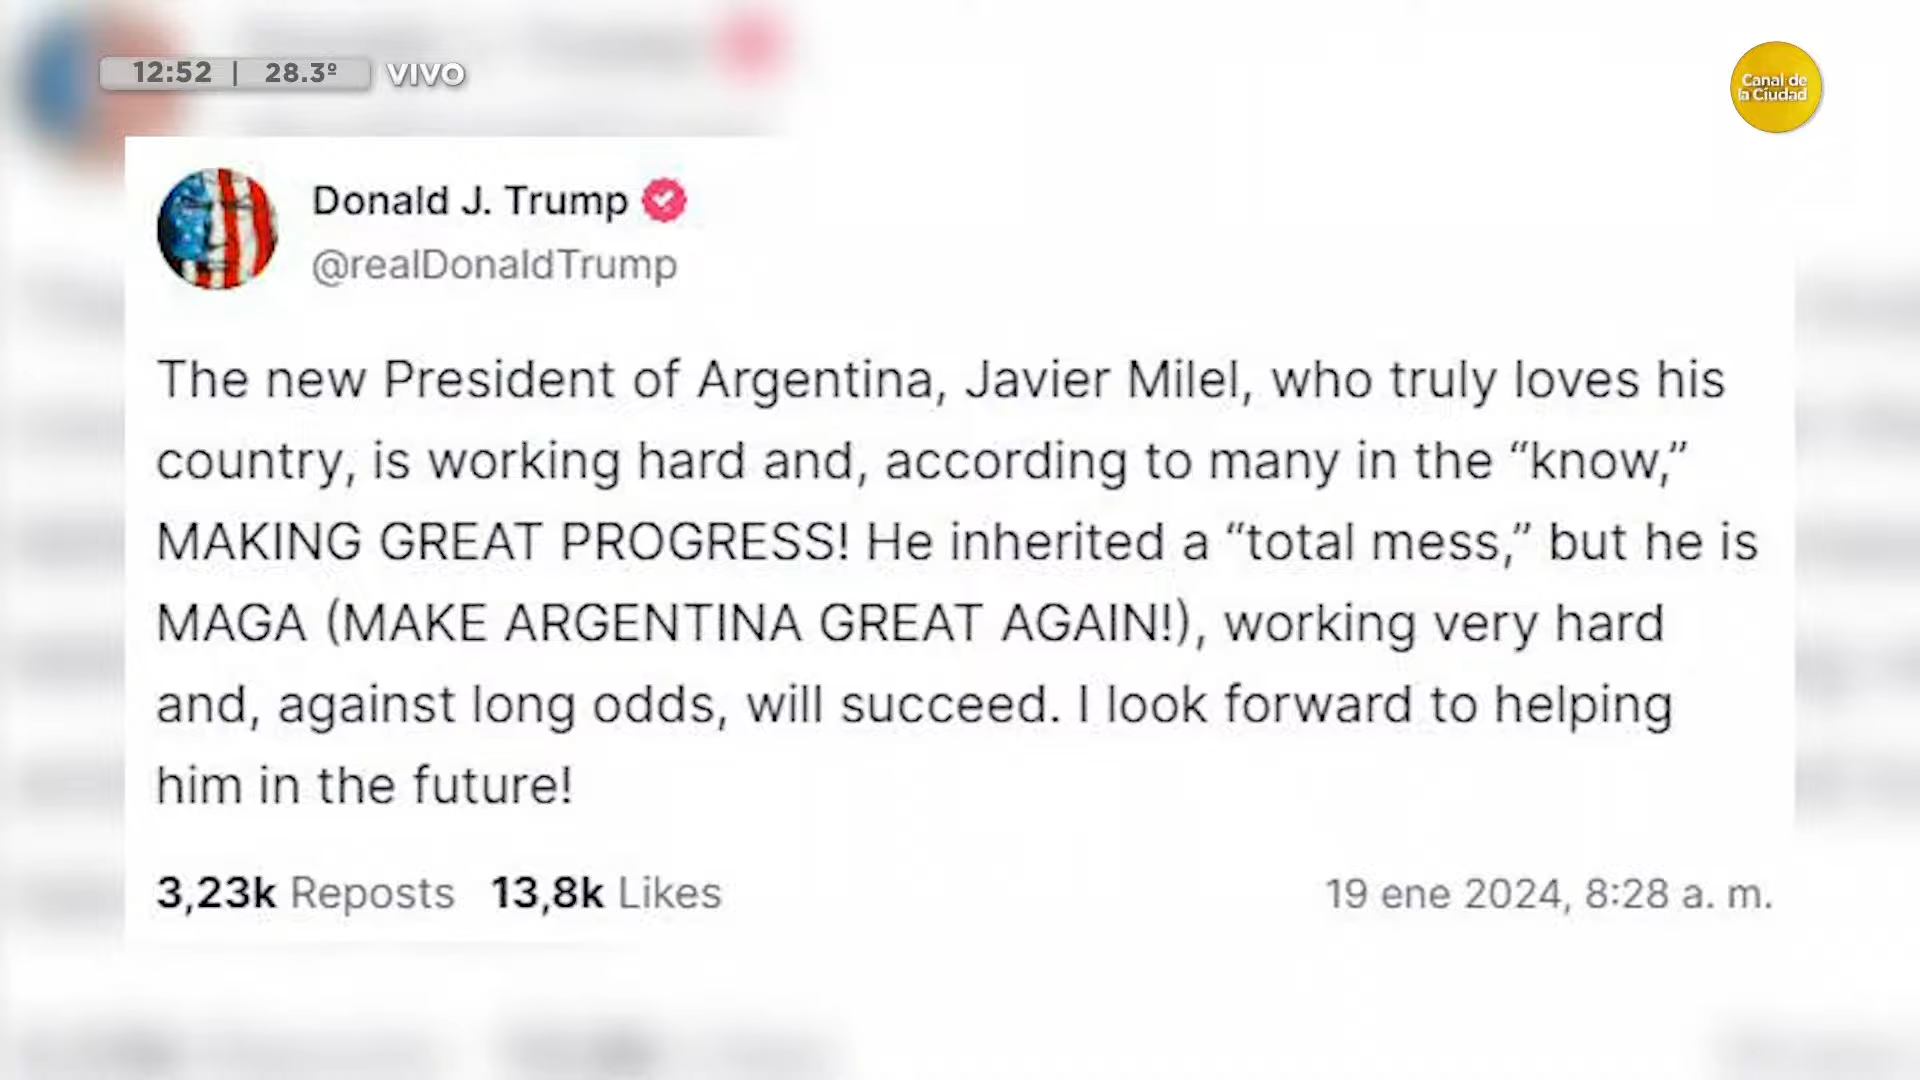 12:52 | 28.3º VIVO
Canal de
la Ciudad
Donald J. Trump
@realDonaldTrump
The new President of Argentina, Javier Milel, who truly loves his
country, is working hard and, according to many in the “know,”
MAKING GREAT PROGRESS! He inherited a “total mess,” but he is
MAGA (MAKE ARGENTINA GREAT AGAIN!), working very hard
and, against long odds, will succeed. I look forward to helping
him in the future!
3,23k Reposts 13,8k Likes
19 ene 2024, 8:28 a. m.